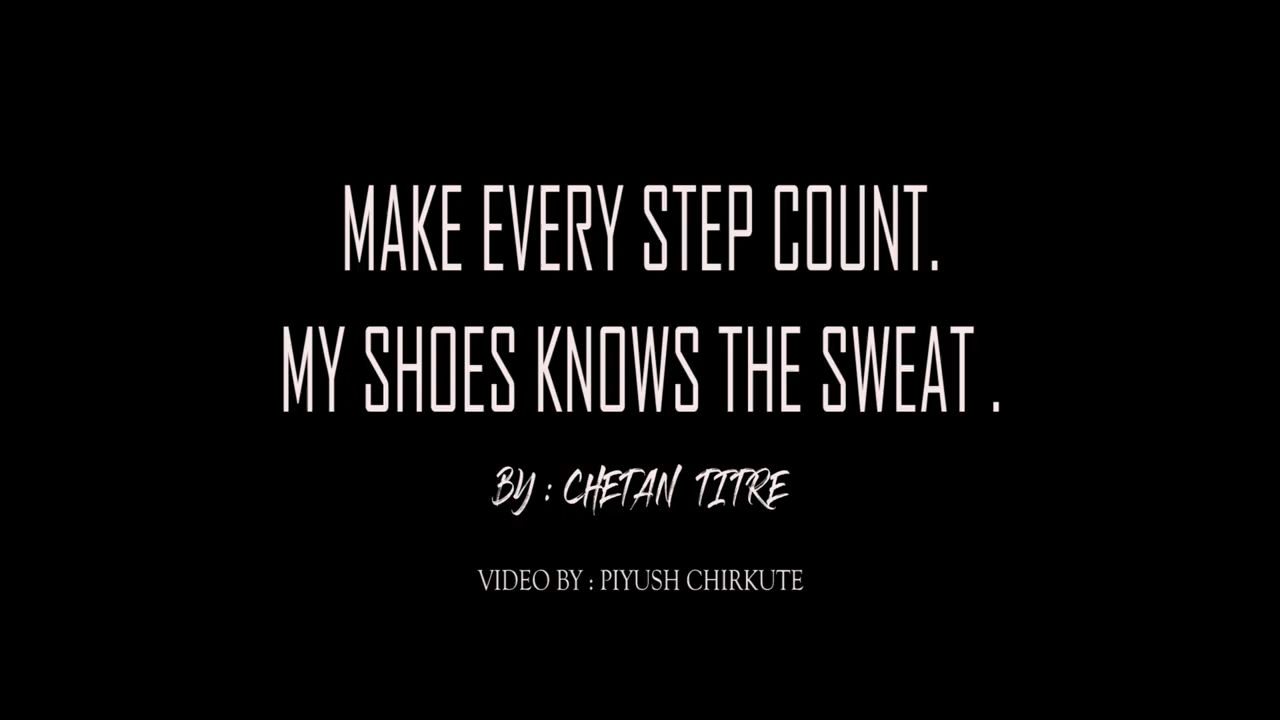 MAKE EVERY STEP COUNT.
MY SHOES KNOWS THE SWEAT .
BY : CHETAN TITRE
VIDEO BY : PIYUSH CHIRKUTE